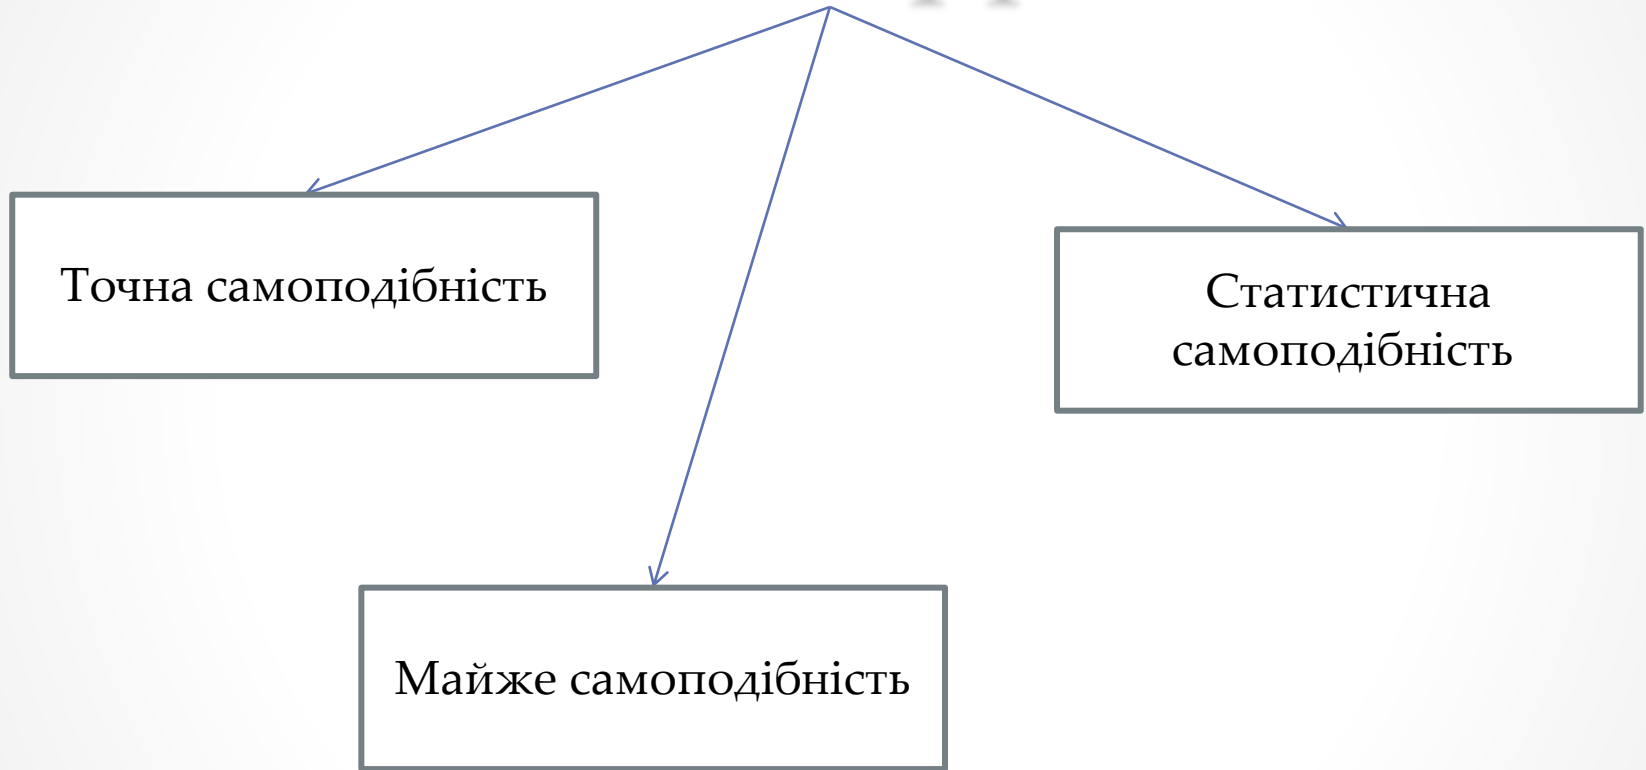 Точна самоподібність
Статистична
самоподібність
Майже самоподібність